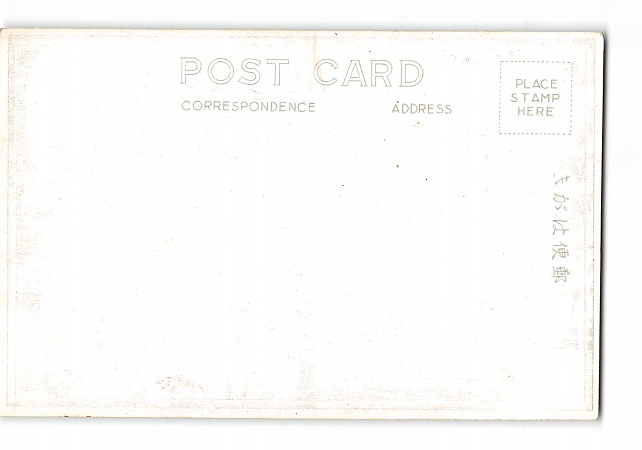 POST CARD
CORRESPONDENCE
ADDRESS
PLACE
STAMP
HERE
きがは便郵